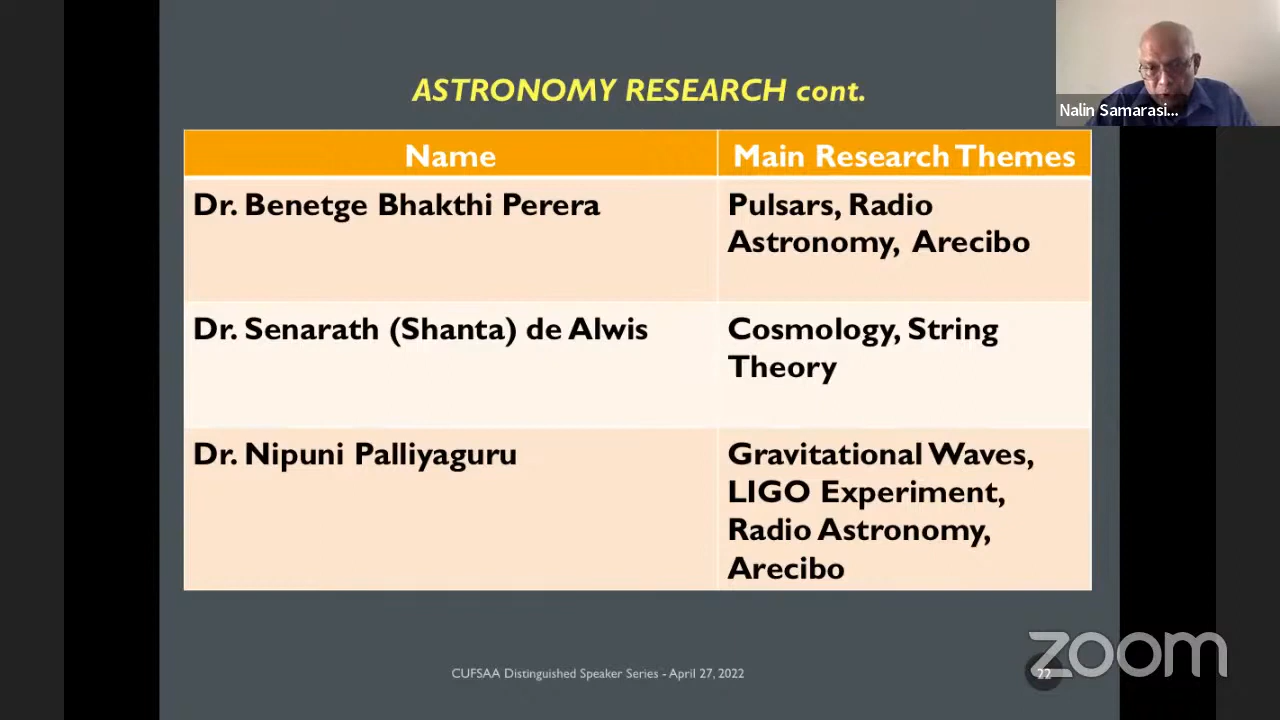 ASTRONOMY RESEARCH cont.
Nalin Samarasi...
Name
Main Research Themes
Dr. Benetge Bhakthi Perera
Pulsars, Radio
Astronomy, Arecibo
Dr. Senarath (Shanta) de Alwis
Cosmology, String
Theory
Dr. Nipuni Palliyaguru
Gravitational Waves,
LIGO Experiment,
Radio Astronomy,
Arecibo
CUFSAA Distinguished Speaker Series - April 27, 2022
22
zoom